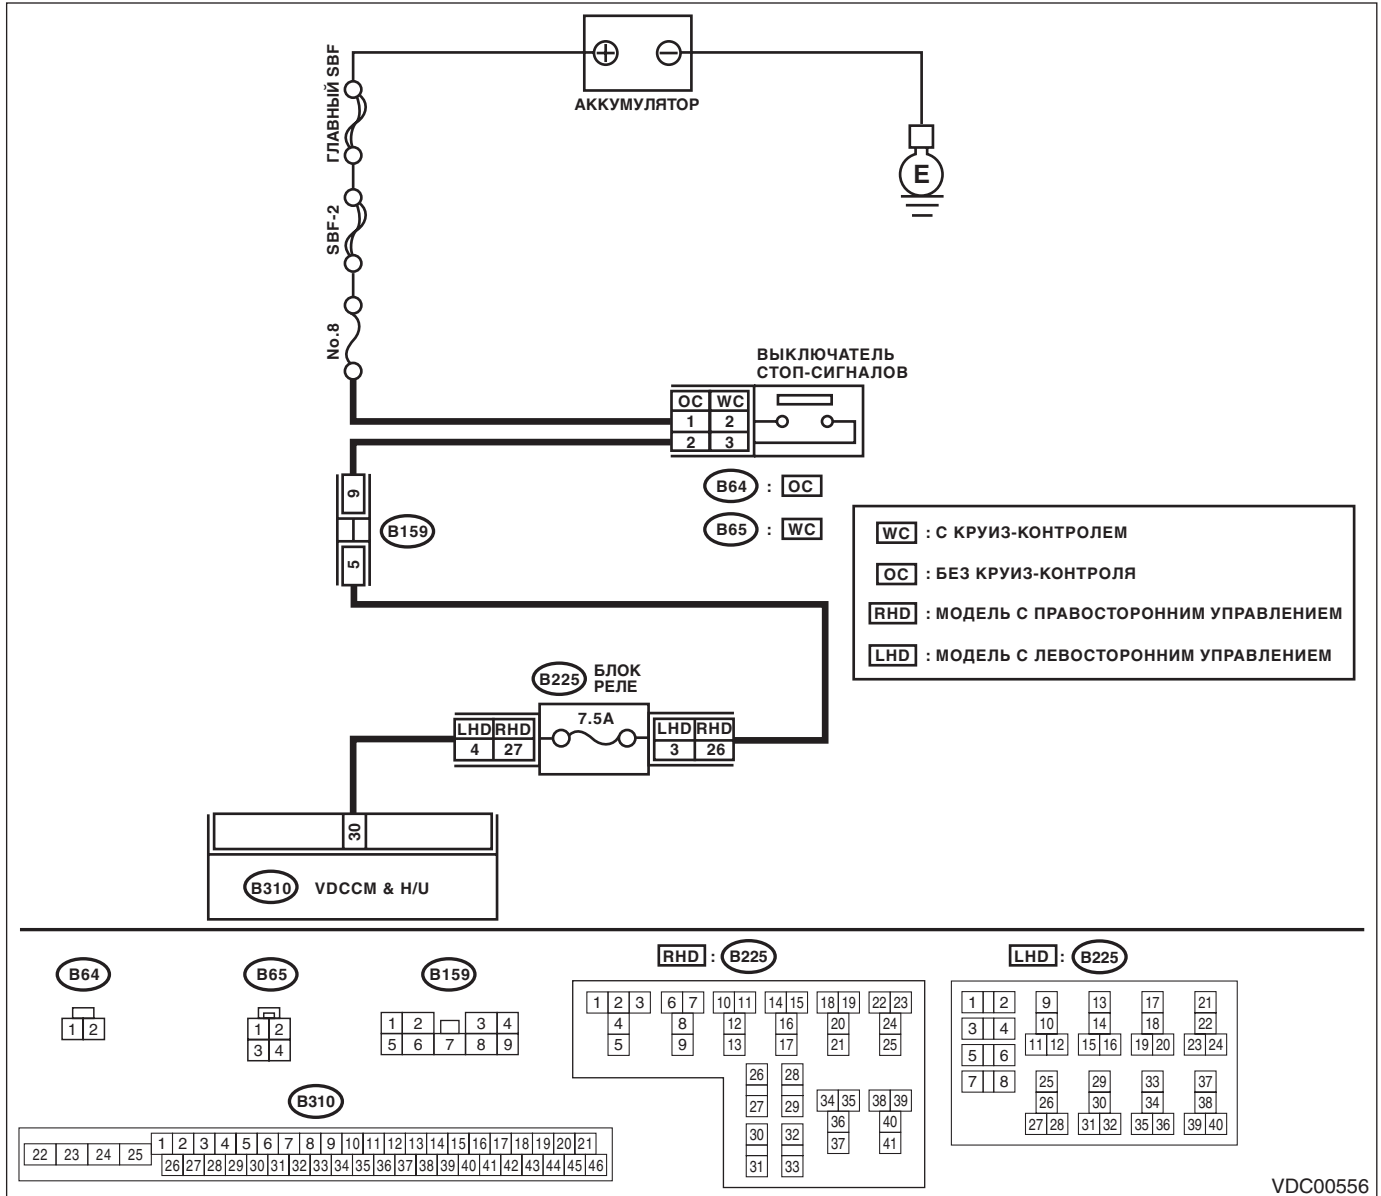 АККУМУЛЯТОР
E
ГЛАВНЫЙ SBF
SBF-2
No.8
ВЫКЛЮЧАТЕЛЬ
СТОП-СИГНАЛОВ
OC WC
1 2
2 3
B64 : OC
B65 : WC
9
B159
5
WC : С КРУИЗ-КОНТРОЛЕМ
OC : БЕЗ КРУИЗ-КОНТРОЛЯ
RHD : МОДЕЛЬ С ПРАВОСТОРОННИМ УПРАВЛЕНИЕМ
LHD : МОДЕЛЬ С ЛЕВОСТОРОННИМ УПРАВЛЕНИЕМ
B225 БЛОК
РЕЛЕ
7.5A
LHD RHD
4 27
LHD RHD
3 26
30
B310 VDCCM & H/U
B64
1 2
B65
1 2
3 4
B159
1 2 3 4
5 6 7 8 9
B310
22 23 24 25
1 2 3 4 5 6 7 8 9 10 11 12 13 14 15 16 17 18 19 20 21
26 27 28 29 30 31 32 33 34 35 36 37 38 39 40 41 42 43 44 45 46
RHD : B225
1 2 3 6 7 10 11 14 15 18 19 22 23
4 8 12 16 20 24
5 9 13 17 21 25
26 28
27 29 34 35 38 39
36 40
30 32 37 41
31 33
LHD : B225
1 2 9 13 17 21
3 4 10 14 18 22
5 6 11 12 15 16 19 20 23 24
7 8 25 29 33 37
26 30 34 38
27 28 31 32 35 36 39 40
VDC00556